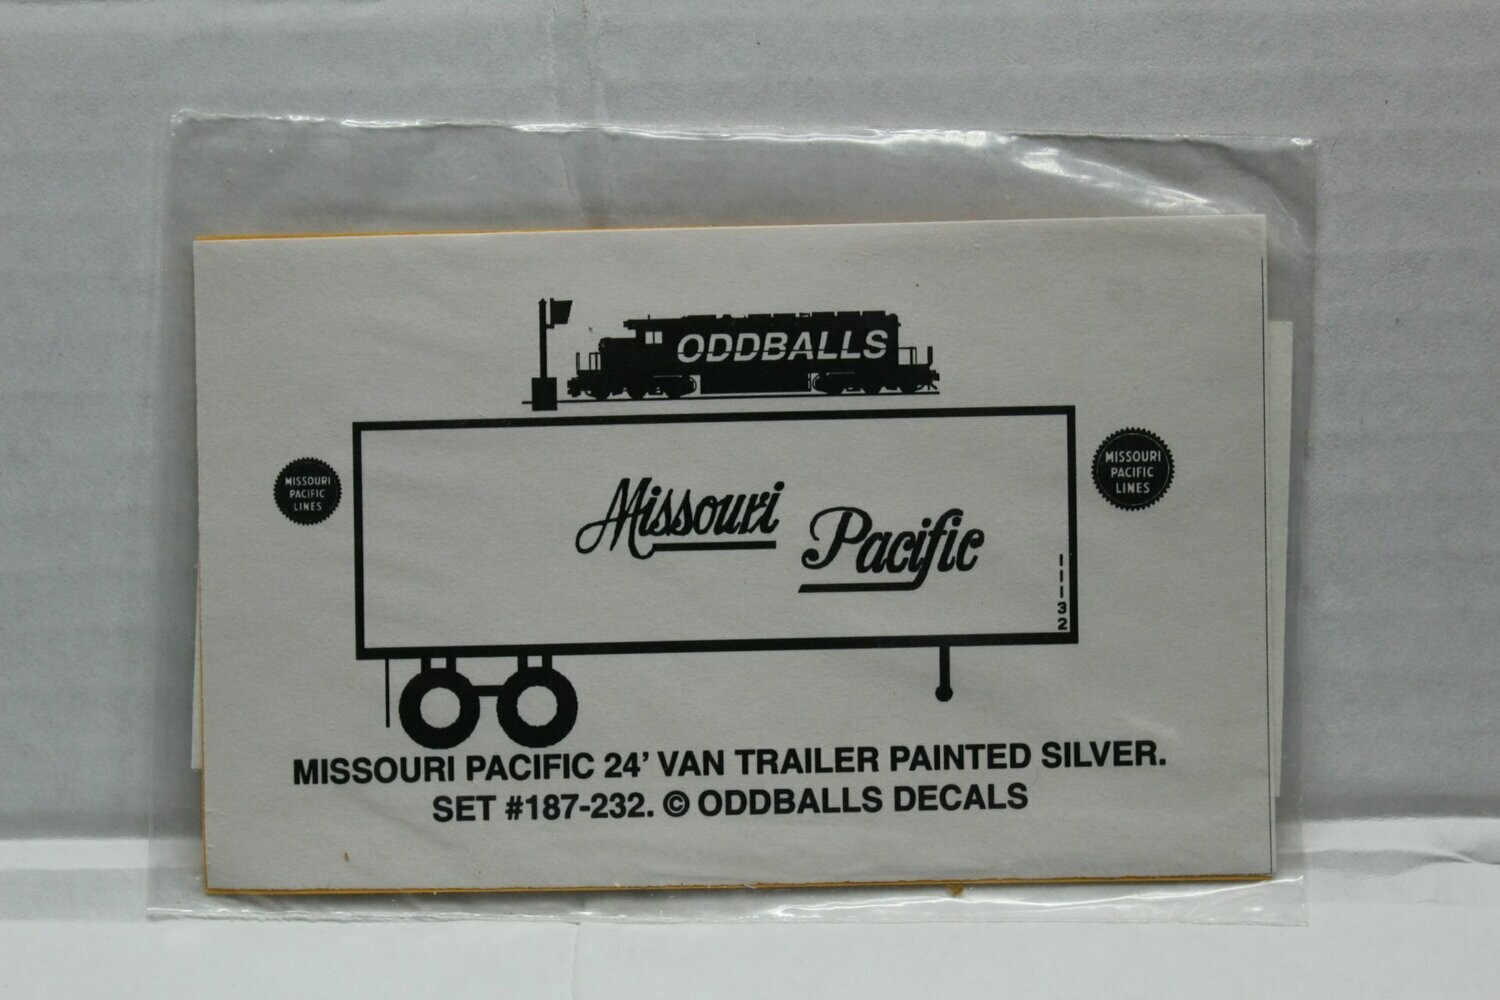 ODDBALLS
MISSOURI
PACIFIC
LINES
Missouri
Pacific
MISSOURI
PACIFIC
LINES
11132
MISSOURI PACIFIC 24' VAN TRAILER PAINTED SILVER.
SET #187-232. © ODDBALLS DECALS